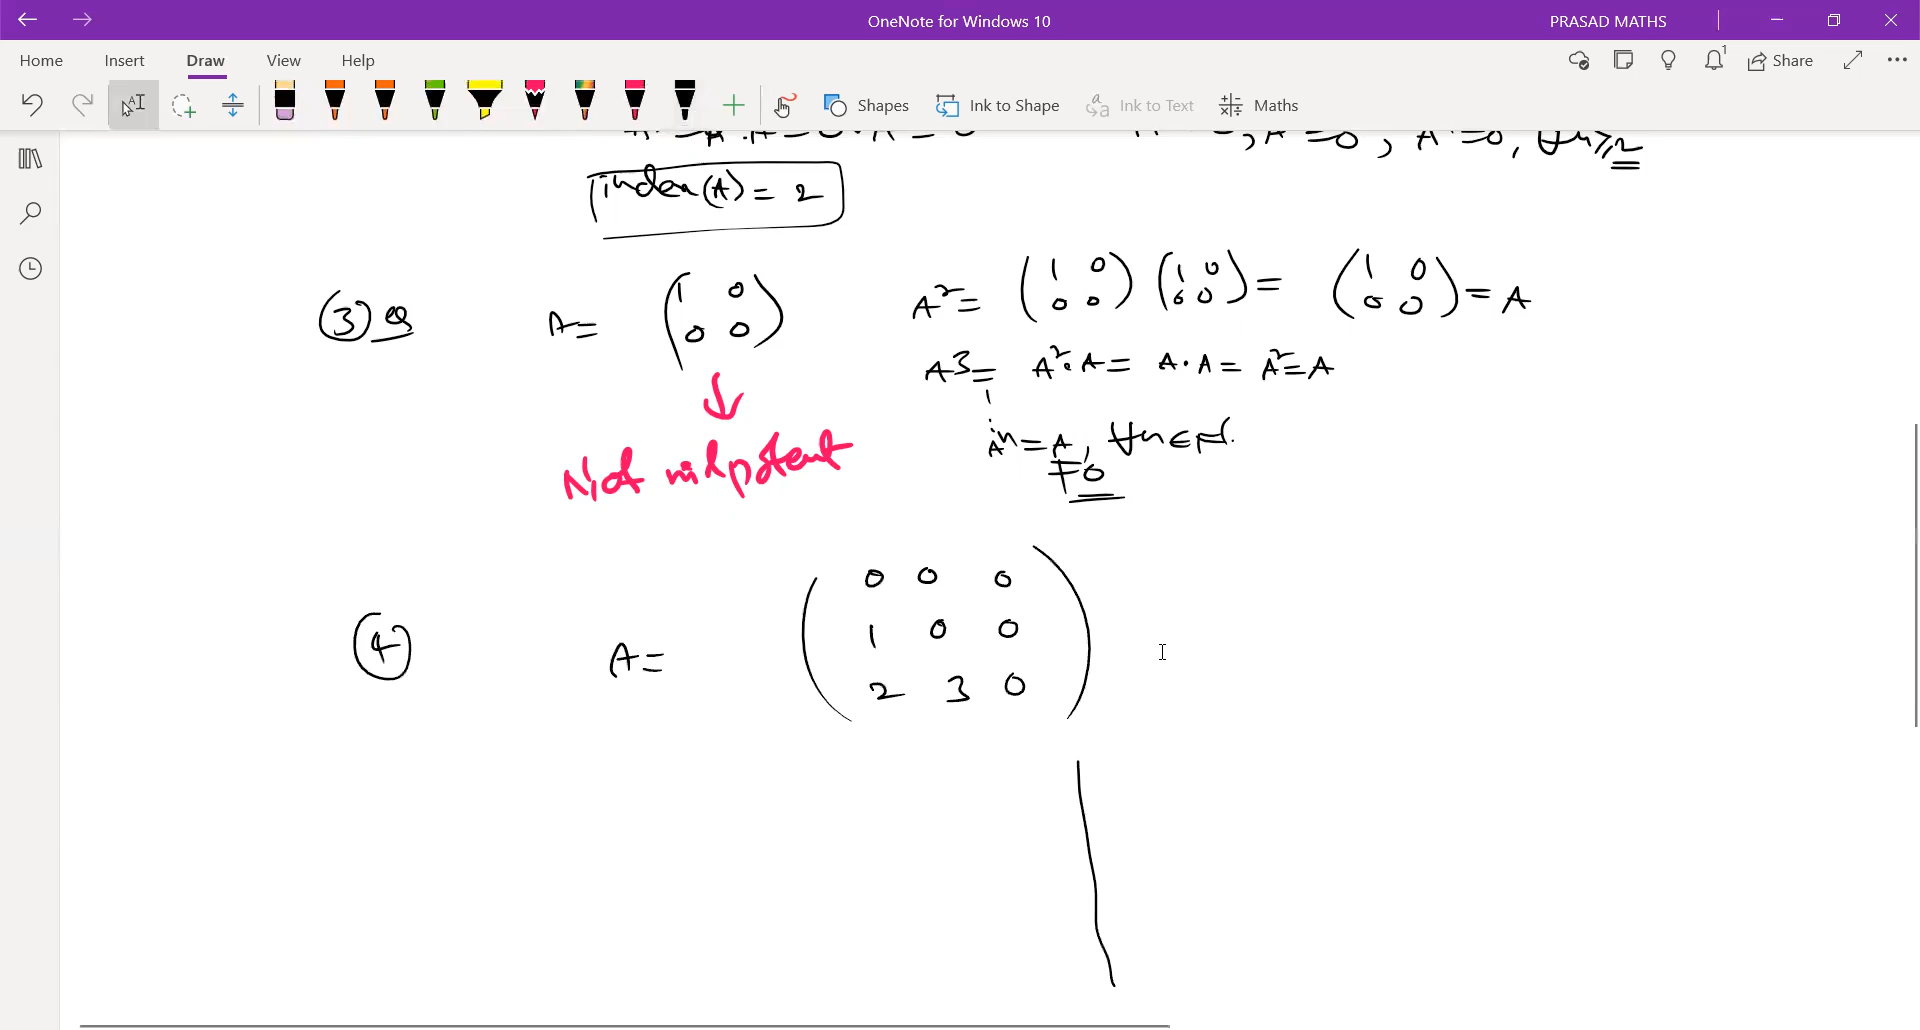 OneNote for Windows 10
PRASAD MATHS
Home Insert Draw View Help
1 Share
Shapes Ink to Shape Ink to Text Maths
index(A) = 2
(3) eg A = (1 0 0 0) A² = (1 0 0 0) (1 0 0 0) = (1 0 0 0) = A
A3 = A².A = A.A = A² = A
Aⁿ = A, ∀n∈N.
≠0
Not nilpotent
(4) A = 
0 0 0
1 0 0
2 3 0